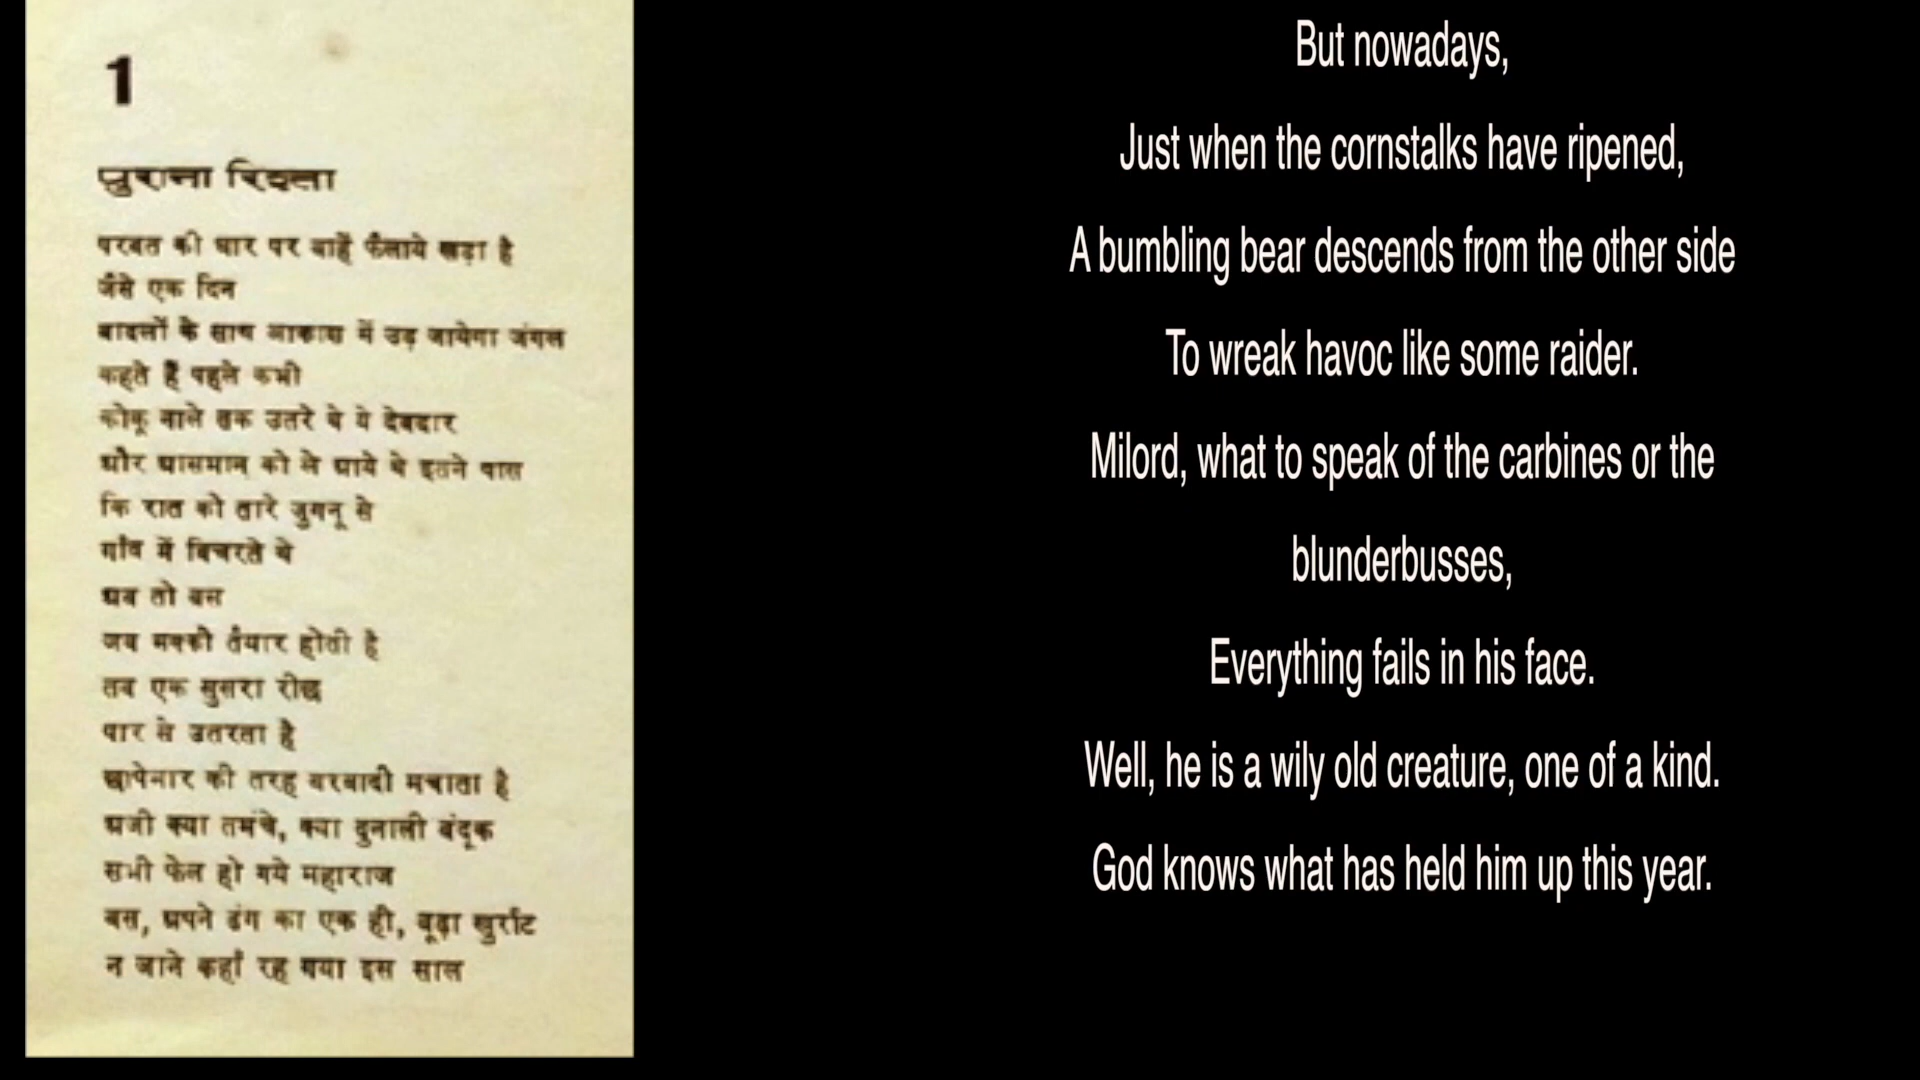 1
पुराना रिश्ता
परबत की धार पर बाहें फैलाये खड़ा है
जैसे एक दिन
बादलों के साथ आकाश में उड़ जायेगा जंगल
कहते हैं पहले कभी
नाले तक उतरे थे ये देवदार
और आसमान को ले आये थे इतने पास
कि रात को तारे जुगनू से
गाँव में बिचरते थे
अब तो बस
जब मक्की तैयार होती है
तब एक सुसरा रीछ
पार से उतरता है
छापेमार की तरह बरबादी मचाता है
अजी क्या तमंचे, क्या दुनाली बंदूक
सभी फेल हो गये महाराज
बस, अपने ढंग का एक ही, बूढ़ा खुर्राट
न जाने कहाँ रह गया इस साल
But nowadays,
Just when the cornstalks have ripened,
A bumbling bear descends from the other side
To wreak havoc like some raider.
Milord, what to speak of the carbines or the
blunderbusses,
Everything fails in his face.
Well, he is a wily old creature, one of a kind.
God knows what has held him up this year.